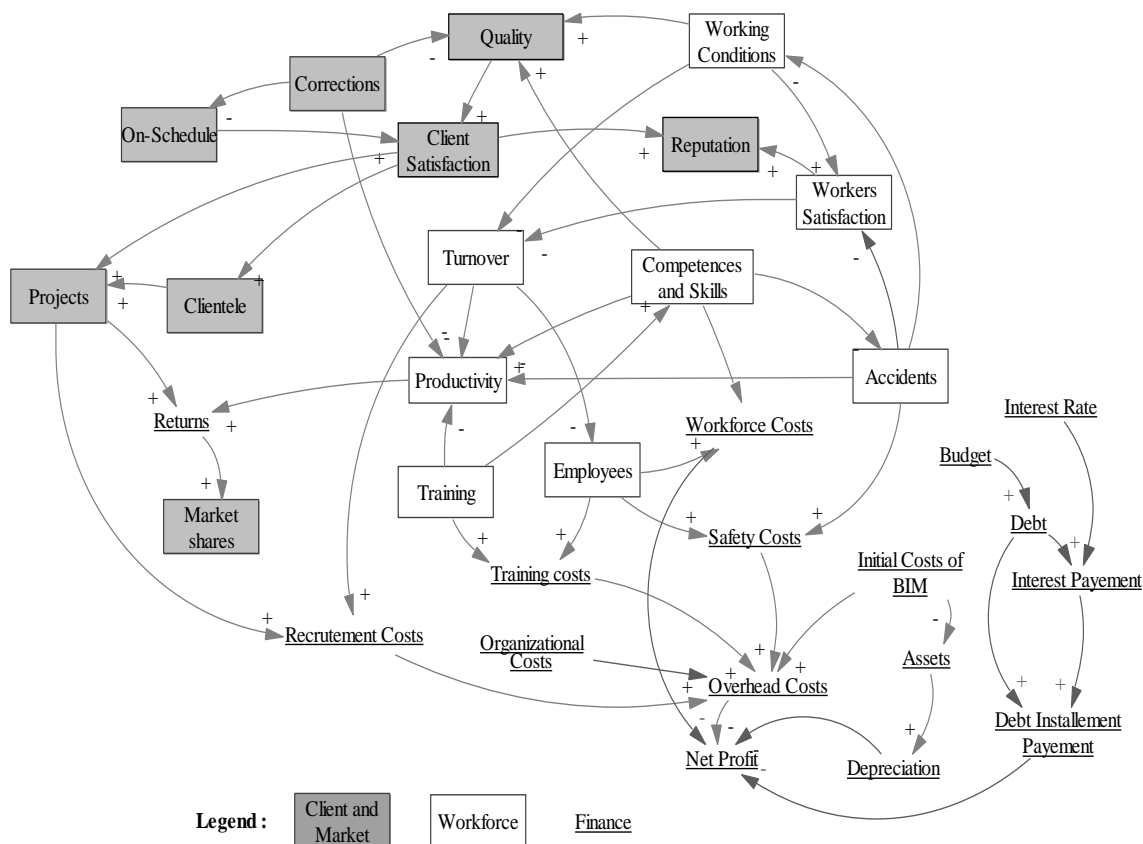 Quality
Working
Conditions
Corrections
On-Schedule
Client
Satisfaction
Reputation
Workers
Satisfaction
Turnover
Competences
and Skills
Projects
Clientele
Productivity
Accidents
Returns
Workforce Costs
Interest Rate
Budget
Training
Employees
Market
shares
Debt
Safety Costs
Training costs
Initial Costs of
BIM
Interest Payement
Recrutement Costs
Organizational
Costs
Assets
Overhead Costs
Debt Installement
Payement
Net Profit
Depreciation
Legend :
Client and
Market
Workforce
Finance